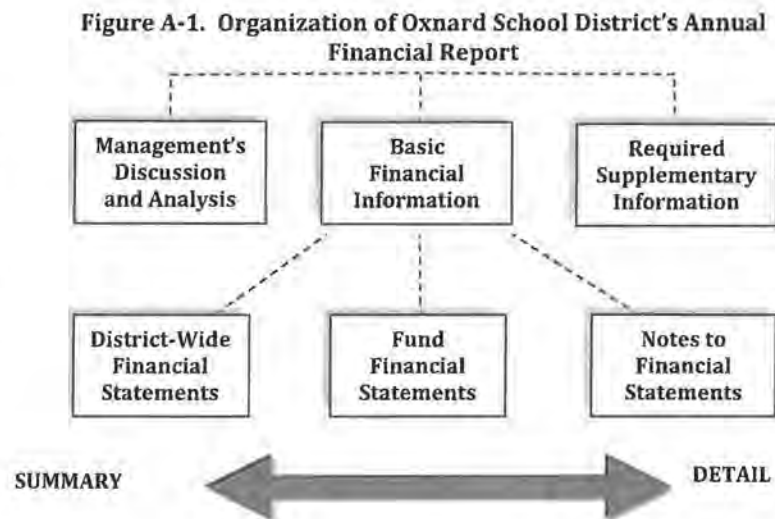 Figure A-1. Organization of Oxnard School District's Annual
Financial Report
Management's
Discussion
and Analysis
Basic
Financial
Information
Required
Supplementary
Information
District-Wide
Financial
Statements
Fund
Financial
Statements
Notes to
Financial
Statements
SUMMARY
DETAIL